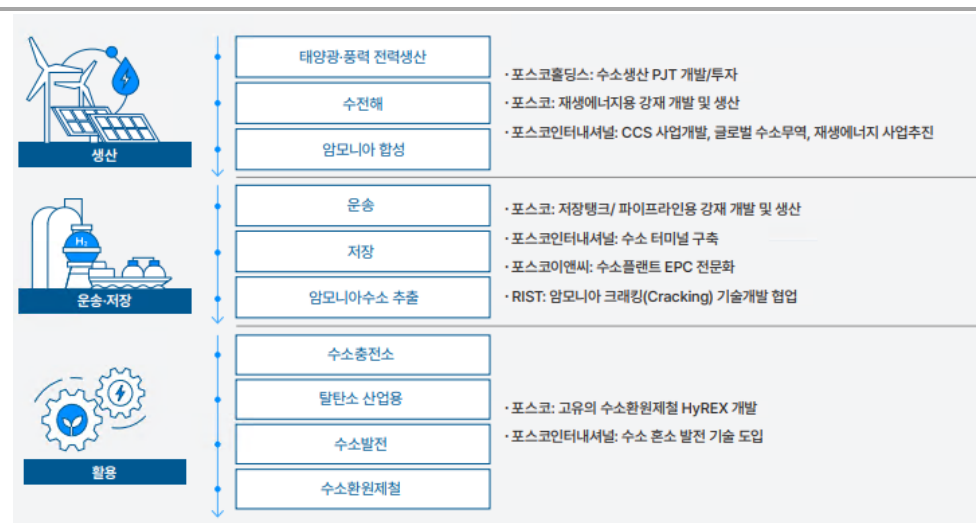 생산
태양광·풍력 전력생산
수전해
암모니아 합성
· 포스코홀딩스: 수소생산 PJT 개발/투자
· 포스코: 재생에너지용 강재 개발 및 생산
· 포스코인터내셔널: CCS 사업개발, 글로벌 수소무역, 재생에너지 사업추진
H₂
운송·저장
운송
저장
암모니아수소 추출
· 포스코: 저장탱크/ 파이프라인용 강재 개발 및 생산
· 포스코인터내셔널: 수소 터미널 구축
· 포스코이앤씨: 수소플랜트 EPC 전문화
· RIST: 암모니아 크래킹(Cracking) 기술개발 협업
활용
수소충전소
탈탄소 산업용
수소발전
수소환원제철
· 포스코: 고유의 수소환원제철 HyREX 개발
· 포스코인터내셔널: 수소 혼소 발전 기술 도입